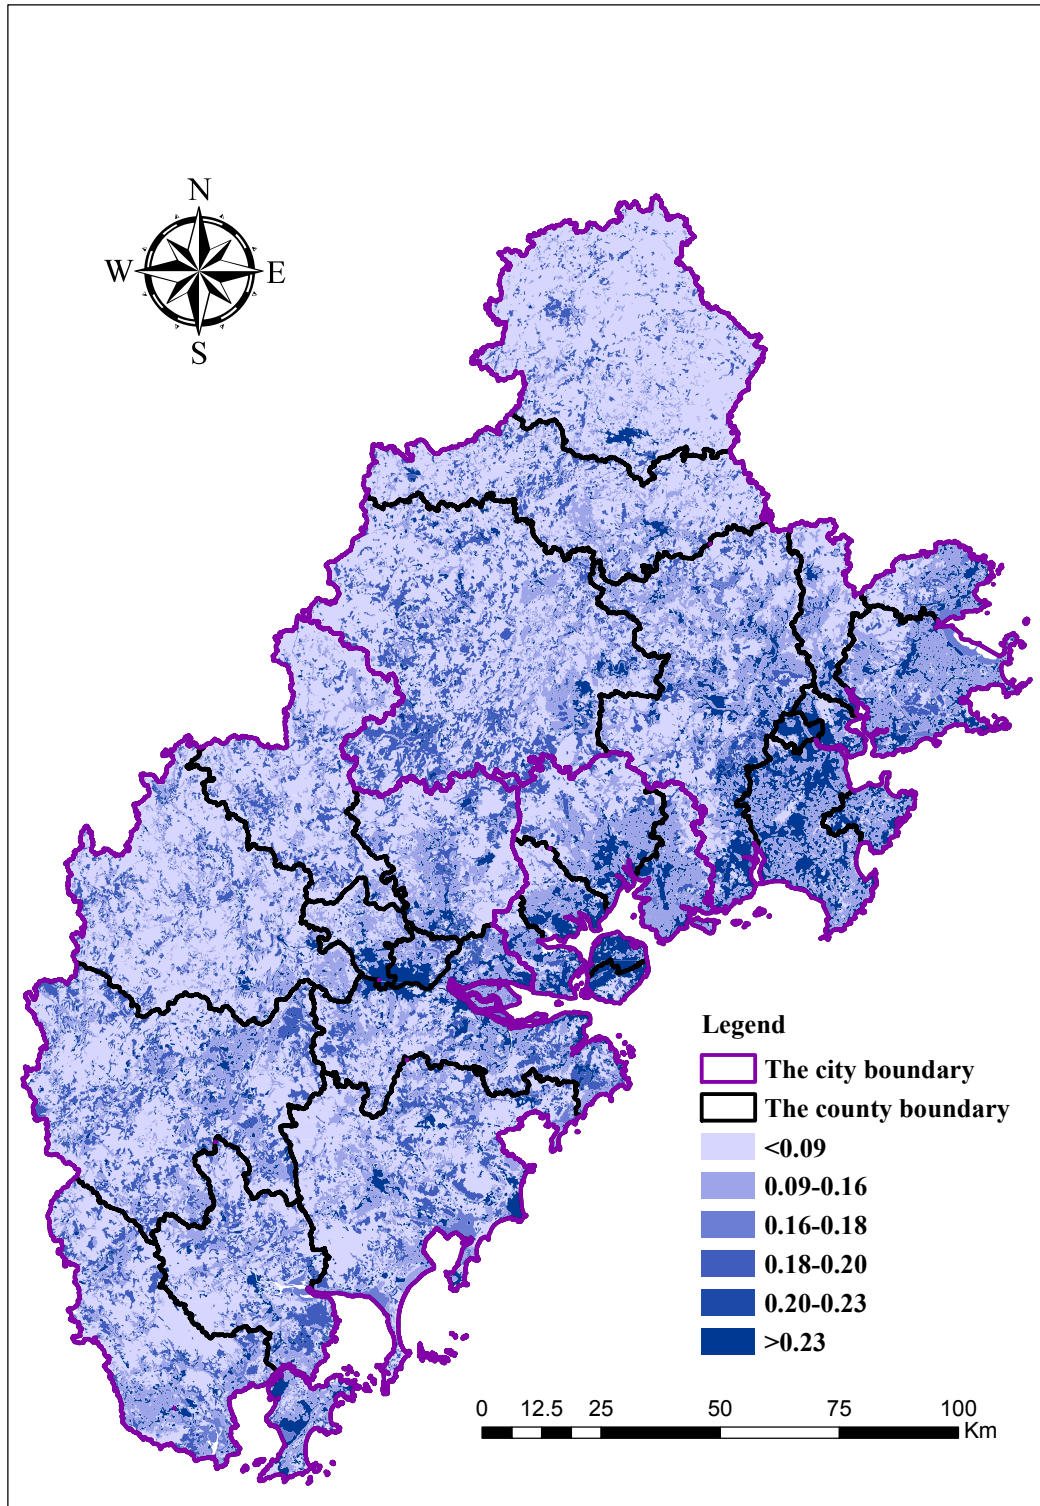 N
W E
S
Legend
The city boundary
The county boundary
<0.09
0.09-0.16
0.16-0.18
0.18-0.20
0.20-0.23
>0.23
0 12.5 25 50 75 100
Km